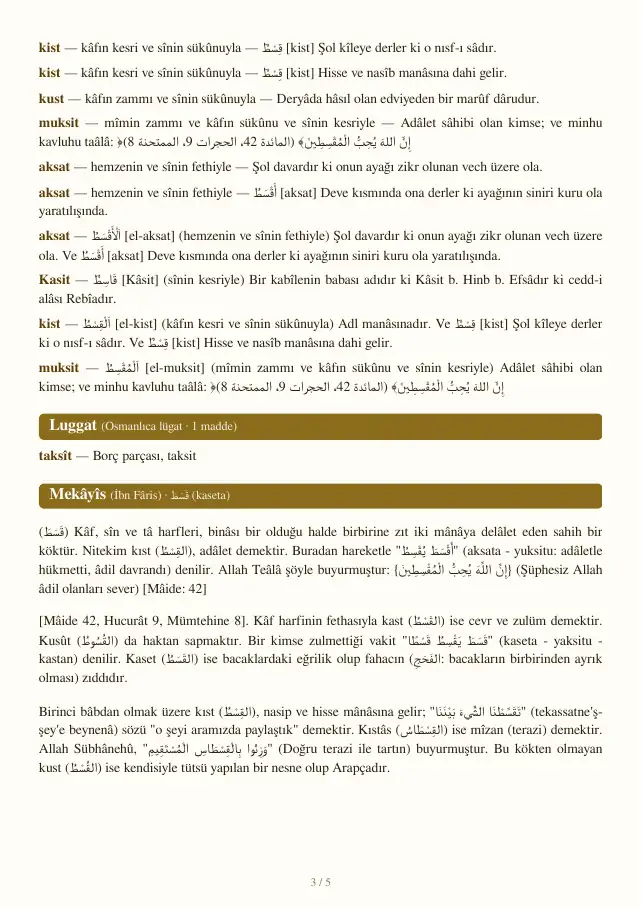 kist — kâfın kesri ve sînin sükûnuyla — قِسْطٌ [kist] Şol kîleye derler ki o nısf-ı sâdır.
kist — kâfın kesri ve sînin sükûnuyla — قِسْطٌ [kist] Hisse ve nasîb manâsına dahi gelir.
kust — kâfın zammı ve sînin sükûnuyla — Deryâda hâsıl olan edviyeden bir marûf dârudur.
muksit — mîmin zammı ve kâfın sükûnu ve sînin kesriyle — Adâlet sâhibi olan kimse; ve minhu
kavluhu taâlâ: ﴿إِنَّ اللهَ يُحِبُّ الْمُقْسِطِينَ﴾ (المائدة 42، الحجرات 9، الممتحنة 8)
aksat — hemzenin ve sînin fethiyle — Şol davardır ki onun ayağı zikr olunan vech üzere ola.
aksat — hemzenin ve sînin fethiyle — أَقْسَطُ [aksat] Deve kısmında ona derler ki ayağının siniri kuru ola
yaratılışında.
aksat — اَلْأَقْسَطُ [el-aksat] (hemzenin ve sînin fethiyle) Şol davardır ki onun ayağı zikr olunan vech üzere
ola. Ve أَقْسَطُ [aksat] Deve kısmında ona derler ki ayağının siniri kuru ola yaratılışında.
Kasit — قَاسِطٌ [Kâsit] (sînin kesriyle) Bir kabîlenin babası adıdır ki Kâsit b. Hinb b. Efsâdır ki cedd-i
alâsı Rebîadır.
kist — اَلْقِسْطُ [el-kist] (kâfın kesri ve sînin sükûnuyla) Adl manâsınadır. Ve قِسْطٌ [kist] Şol kîleye derler
ki o nısf-ı sâdır. Ve قِسْطٌ [kist] Hisse ve nasîb manâsına dahi gelir.
muksit — اَلْمُقْسِطُ [el-muksit] (mîmin zammı ve kâfın sükûnu ve sînin kesriyle) Adâlet sâhibi olan
kimse; ve minhu kavluhu taâlâ: ﴿إِنَّ اللهَ يُحِبُّ الْمُقْسِطِينَ﴾ (المائدة 42، الحجرات 9، الممتحنة 8)
Luggat (Osmanlıca lügat · 1 madde)
taksît — Borç parçası, taksit
Mekâyîs (İbn Fâris) · قسط (kaseta)
(قَسَطَ) Kâf, sîn ve tâ harfleri, binâsı bir olduğu halde birbirine zıt iki mânâya delâlet eden sahih bir
köktür. Nitekim kıst (القِسْطُ), adâlet demektir. Buradan hareketle "أَقْسَطَ يُقْسِطُ" (aksata - yuksitu: adâletle
hükmetti, âdil davrandı) denilir. Allah Teâlâ şöyle buyurmuştur: {إِنَّ اللَّهَ يُحِبُّ الْمُقْسِطِينَ} (Şüphesiz Allah
âdil olanları sever) [Mâide: 42]
[Mâide 42, Hucurât 9, Mümtehine 8]. Kâf harfinin fethasıyla kast (القَسْطُ) ise cevr ve zulüm demektir.
Kusût (القُسُوطُ) da haktan sapmaktır. Bir kimse zulmettiği vakit "قَسَطَ يَقْسِطُ قَسْطًا" (kaseta - yaksitu -
kastan) denilir. Kaset (القَسَطُ) ise bacaklardaki eğrilik olup fahacın (الفَحَجِ: bacakların birbirinden ayrık
olması) zıddıdır.
Birinci bâbdan olmak üzere kıst (القِسْطُ), nasip ve hisse mânâsına gelir; "تَقَسَّطْنَا الشَّيءَ بَيْنَنَا" (tekassatne'ş-
şey'e beynenâ) sözü "o şeyi aramızda paylaştık" demektir. Kıstâs (القِسْطَاسُ) ise mîzan (terazi) demektir.
Allah Sübhânehû, "وَزِنُوا بِالْقِسْطَاسِ الْمُسْتَقِيمِ" (Doğru terazi ile tartın) buyurmuştur. Bu kökten olmayan
kust (القُسْطُ) ise kendisiyle tütsü yapılan bir nesne olup Arapçadır.
3 / 5